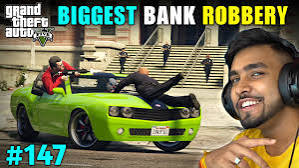 grand
theft
auto
V
BIGGEST BANK ROBBERY
#147